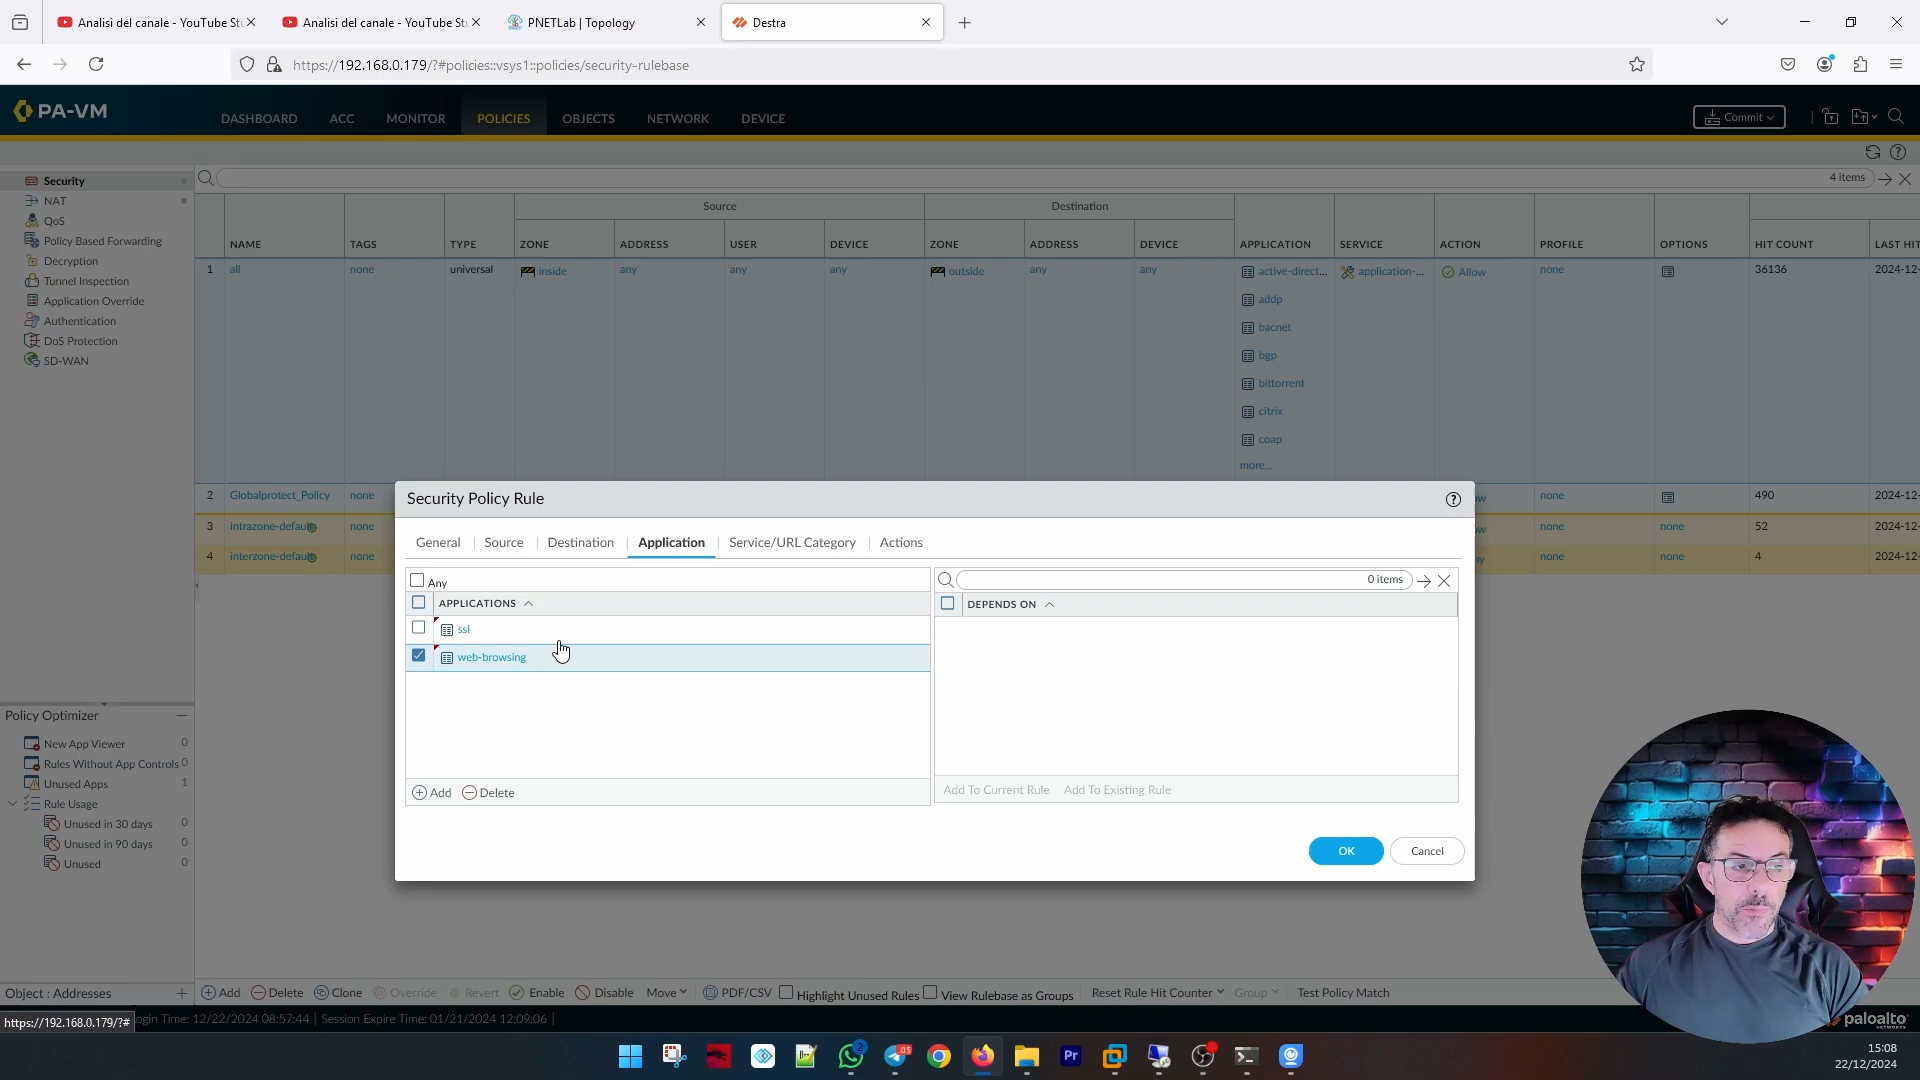 Analisi del canale - YouTube St
Analisi del canale - YouTube St
PNETLab | Topology
Destra
https://192.168.0.179/?#policies::vsys1::policies/security-rulebase
PA-VM
DASHBOARD
ACC
MONITOR
POLICIES
OBJECTS
NETWORK
DEVICE
Commit
Security
NAT
QoS
Policy Based Forwarding
Decryption
Tunnel Inspection
Application Override
Authentication
DoS Protection
SD-WAN
4 items
Source
Destination
NAME
TAGS
TYPE
ZONE
ADDRESS
USER
DEVICE
ZONE
ADDRESS
DEVICE
APPLICATION
SERVICE
ACTION
PROFILE
OPTIONS
HIT COUNT
LAST HIT
1 all none universal inside any any any outside any any active-direct... application-... Allow none 36136 2024-12-
addp
bacnet
bgp
bittorrent
citrix
coap
more...
2 Globalprotect_Policy none none 490 2024-12-
3 intrazone-default none none none 52 2024-12-
4 interzone-default none none none 4 2024-12-
Security Policy Rule
General
Source
Destination
Application
Service/URL Category
Actions
Any
APPLICATIONS
ssl
web-browsing
Add
Delete
0 items
DEPENDS ON
Add To Current Rule
Add To Existing Rule
OK
Cancel
Policy Optimizer
New App Viewer 0
Rules Without App Controls 0
Unused Apps 1
Rule Usage
Unused in 30 days 0
Unused in 90 days 0
Unused 0
Object : Addresses
Add
Delete
Clone
Override
Revert
Enable
Disable
Move
PDF/CSV
Highlight Unused Rules
View Rulebase as Groups
Reset Rule Hit Counter
Group
Test Policy Match
https://192.168.0.179/?#
ogin Time: 12/22/2024 08:57:44 | Session Expire Time: 01/21/2024 12:09:06 |
paloalto
NETWORKS
2
05
Pr
15:08
22/12/2024